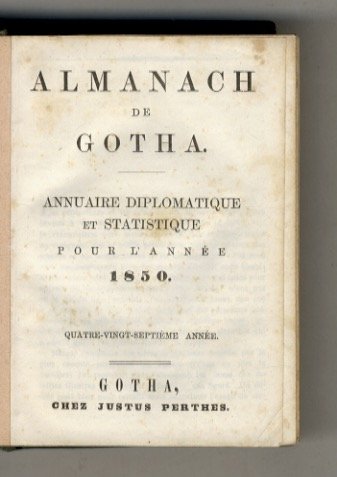 ALMANACH
DE
GOTHA.
ANNUAIRE DIPLOMATIQUE
ET STATISTIQUE
POUR L'ANNÉE
1850.
QUATRE-VINGT-SEPTIÈME ANNÉE.
GOTHA,
CHEZ JUSTUS PERTHES.